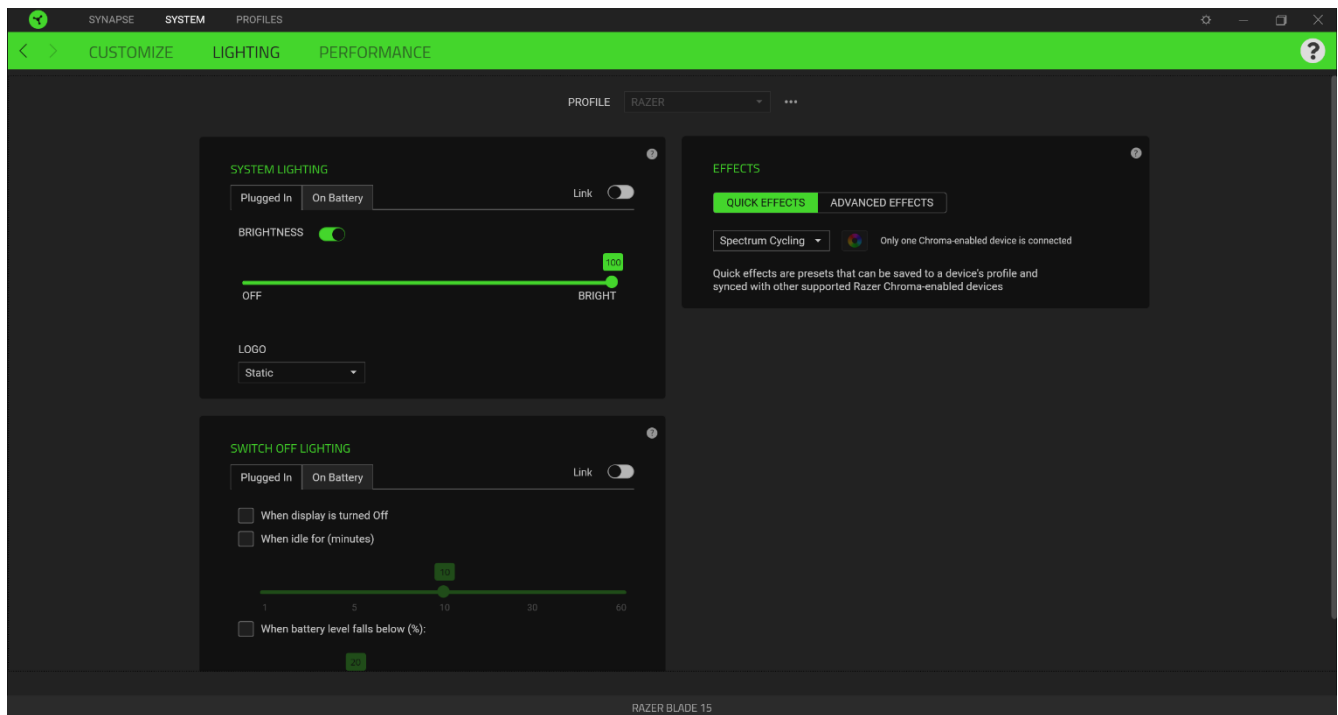 SYNAPSE SYSTEM PROFILES
CUSTOMIZE LIGHTING PERFORMANCE ?
PROFILE RAZER
SYSTEM LIGHTING ?
Plugged In On Battery Link
BRIGHTNESS
100
OFF BRIGHT
LOGO
Static
EFFECTS ?
QUICK EFFECTS ADVANCED EFFECTS
Spectrum Cycling Only one Chroma-enabled device is connected
Quick effects are presets that can be saved to a device's profile and
synced with other supported Razer Chroma-enabled devices
SWITCH OFF LIGHTING ?
Plugged In On Battery Link
When display is turned Off
When idle for (minutes)
10
1 5 10 30 60
When battery level falls below (%):
20
RAZER BLADE 15